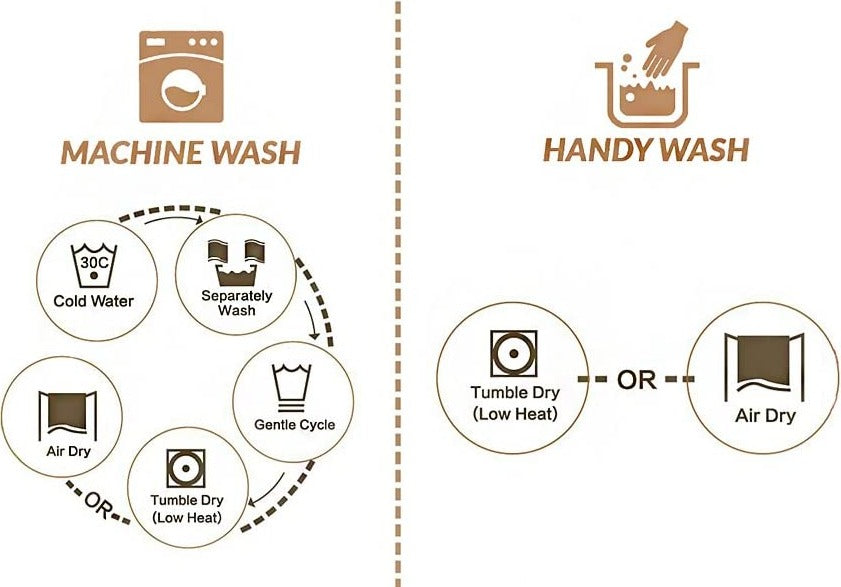 MACHINE WASH
30C
Cold Water
Separately
Wash
Gentle Cycle
Tumble Dry
(Low Heat)
OR
Air Dry
HANDY WASH
Tumble Dry
(Low Heat)
OR
Air Dry